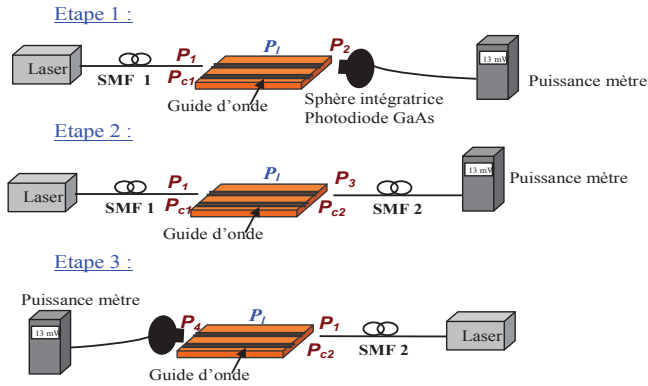 Etape 1 :
Laser
SMF 1
P1
Pc1
Pl
P2
Guide d'onde
Sphère intégratrice
Photodiode GaAs
13 mW
Puissance mètre
Etape 2 :
Laser
SMF 1
P1
Pc1
Pl
P3
Pc2
Guide d'onde
SMF 2
13 mW
Puissance mètre
Etape 3 :
Puissance mètre
13 mW
P4
Pl
P1
Pc2
Guide d'onde
SMF 2
Laser